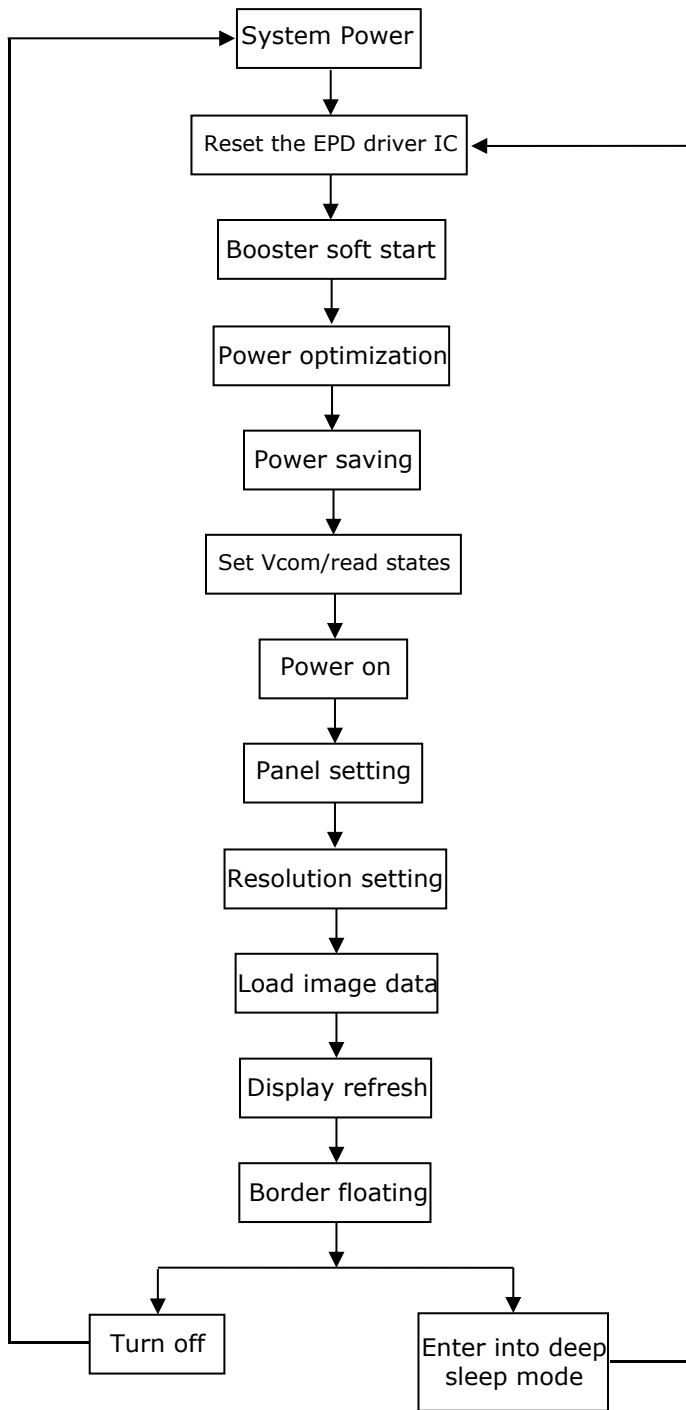 System Power
Reset the EPD driver IC
Booster soft start
Power optimization
Power saving
Set Vcom/read states
Power on
Panel setting
Resolution setting
Load image data
Display refresh
Border floating
Turn off
Enter into deep
sleep mode